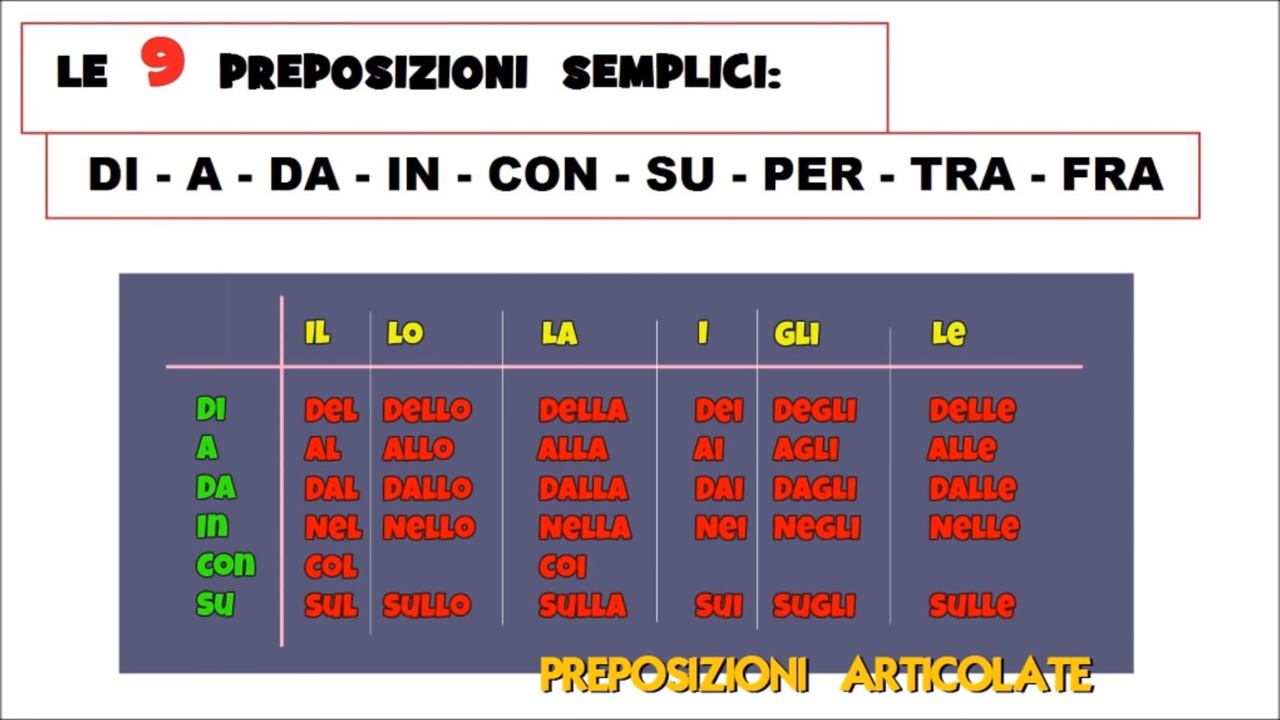 LE 9 PREPOSIZIONI SEMPLICI:
DI - A - DA - IN - CON - SU - PER - TRA - FRA
IL LO LA I GLI Le
DI DeL DeLLO DeLLA DeI DeGLI DeLLe
A AL ALLO ALLA AI AGLI ALLe
DA DAL DALLO DALLA DAI DAGLI DALLe
In NeL NeLLO NeLLA NeI NeGLI NeLLe
Con COL COI
SU SUL SULLO SULLA SUI SUGLI SULLe
PREPOSIZIONI ARTICOLATE